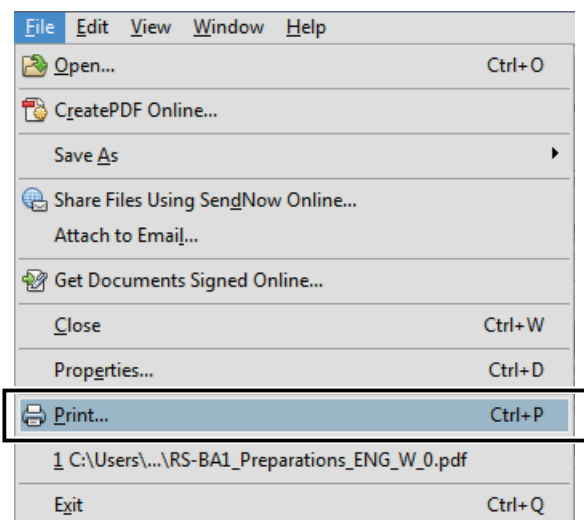 File Edit View Window Help
Open... Ctrl+O
CreatePDF Online...
Save As
Share Files Using SendNow Online...
Attach to Email...
Get Documents Signed Online...
Close Ctrl+W
Properties... Ctrl+D
Print... Ctrl+P
1 C:\Users\...\RS-BA1_Preparations_ENG_W_0.pdf
Exit Ctrl+Q